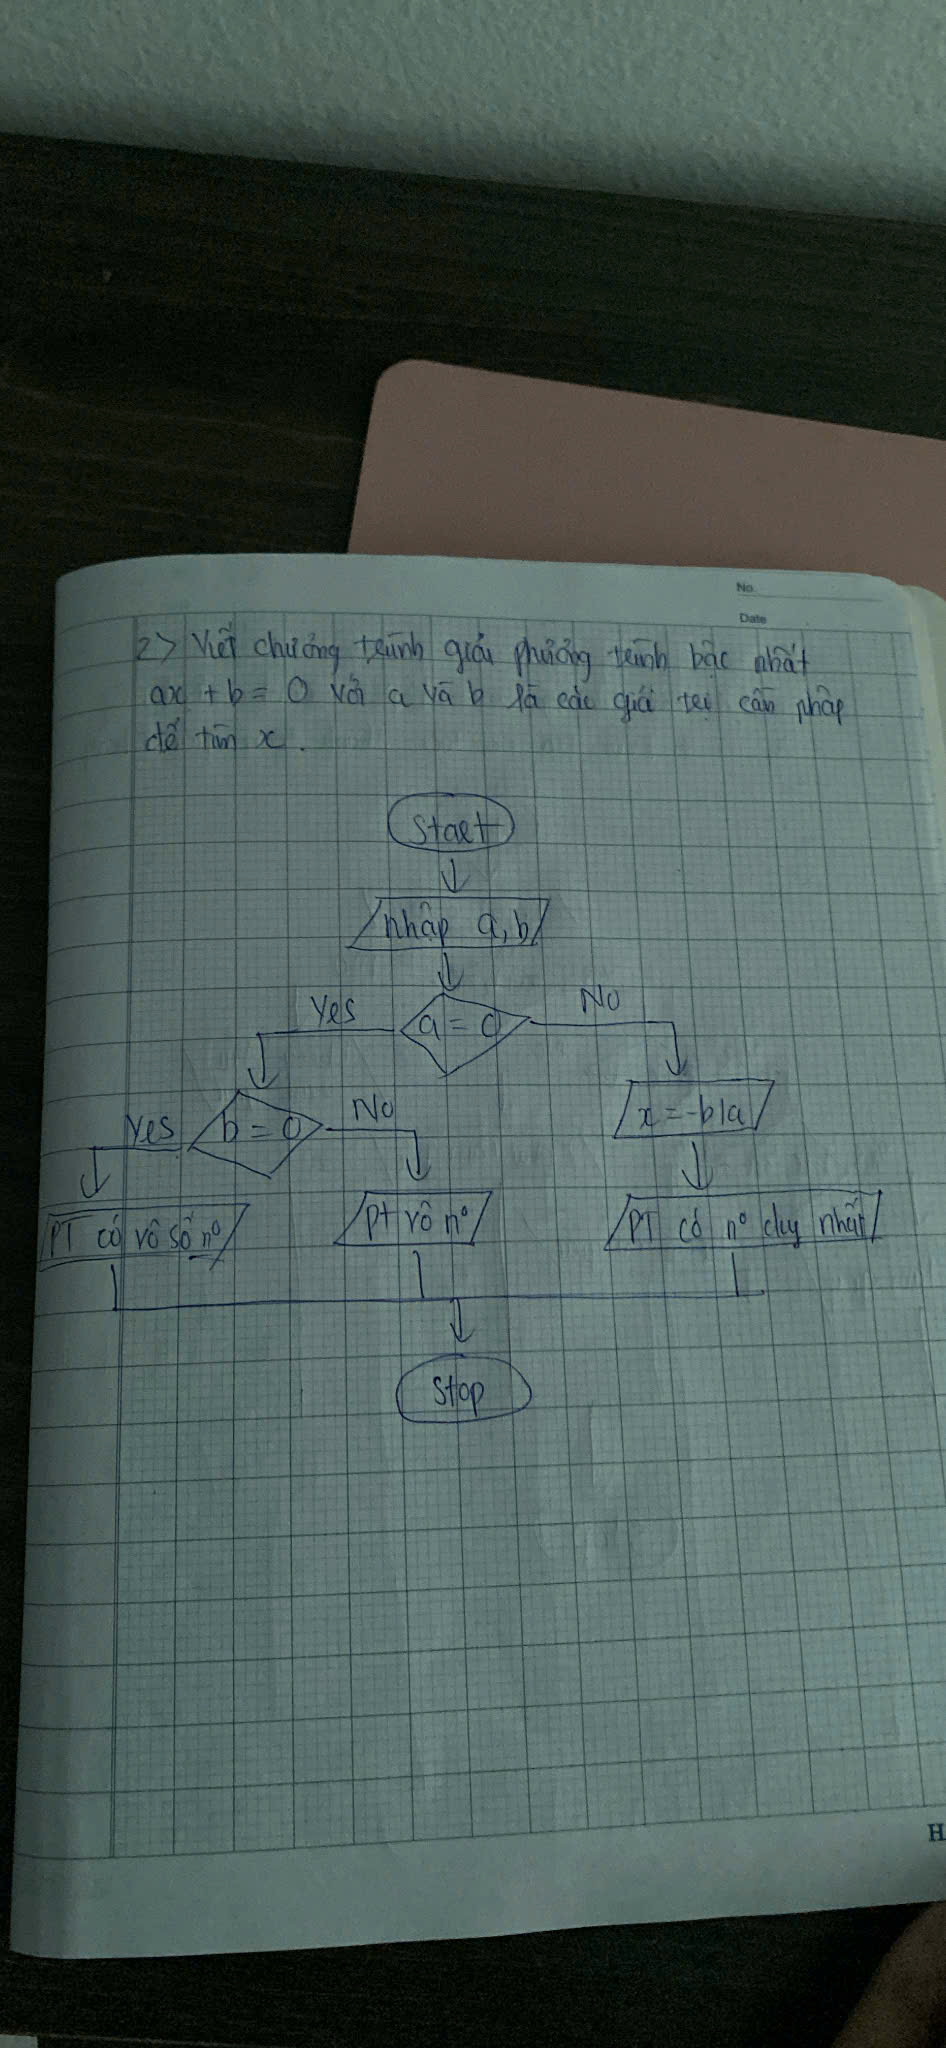 No.
Date
2> Viết chương trình giải phương trình bậc nhất
ax + b = 0 với a và b là các giá trị cần nhập
để tìm x.
Start
nhập a, b
Yes
a = 0
No
Yes
b = 0
No
x = -b/a
PT có vô số n°
pt vô n°
PT có n° duy nhất
Stop
H